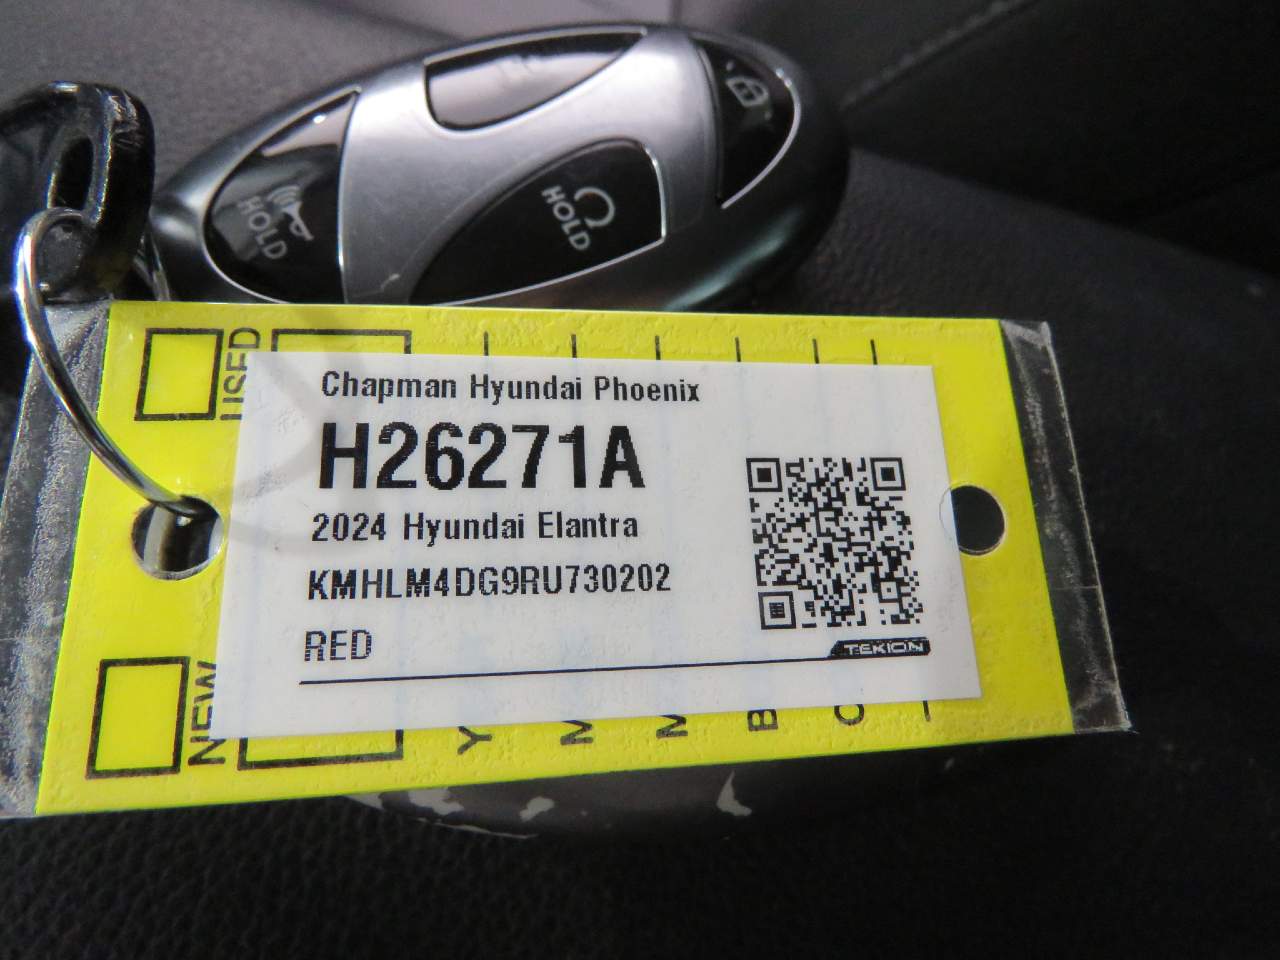 HOLD
HOLD
USED
Chapman Hyundai Phoenix
H26271A
2024 Hyundai Elantra
KMHLM4DG9RU730202
RED
TEKION
NEW
Y
M
M
B
C